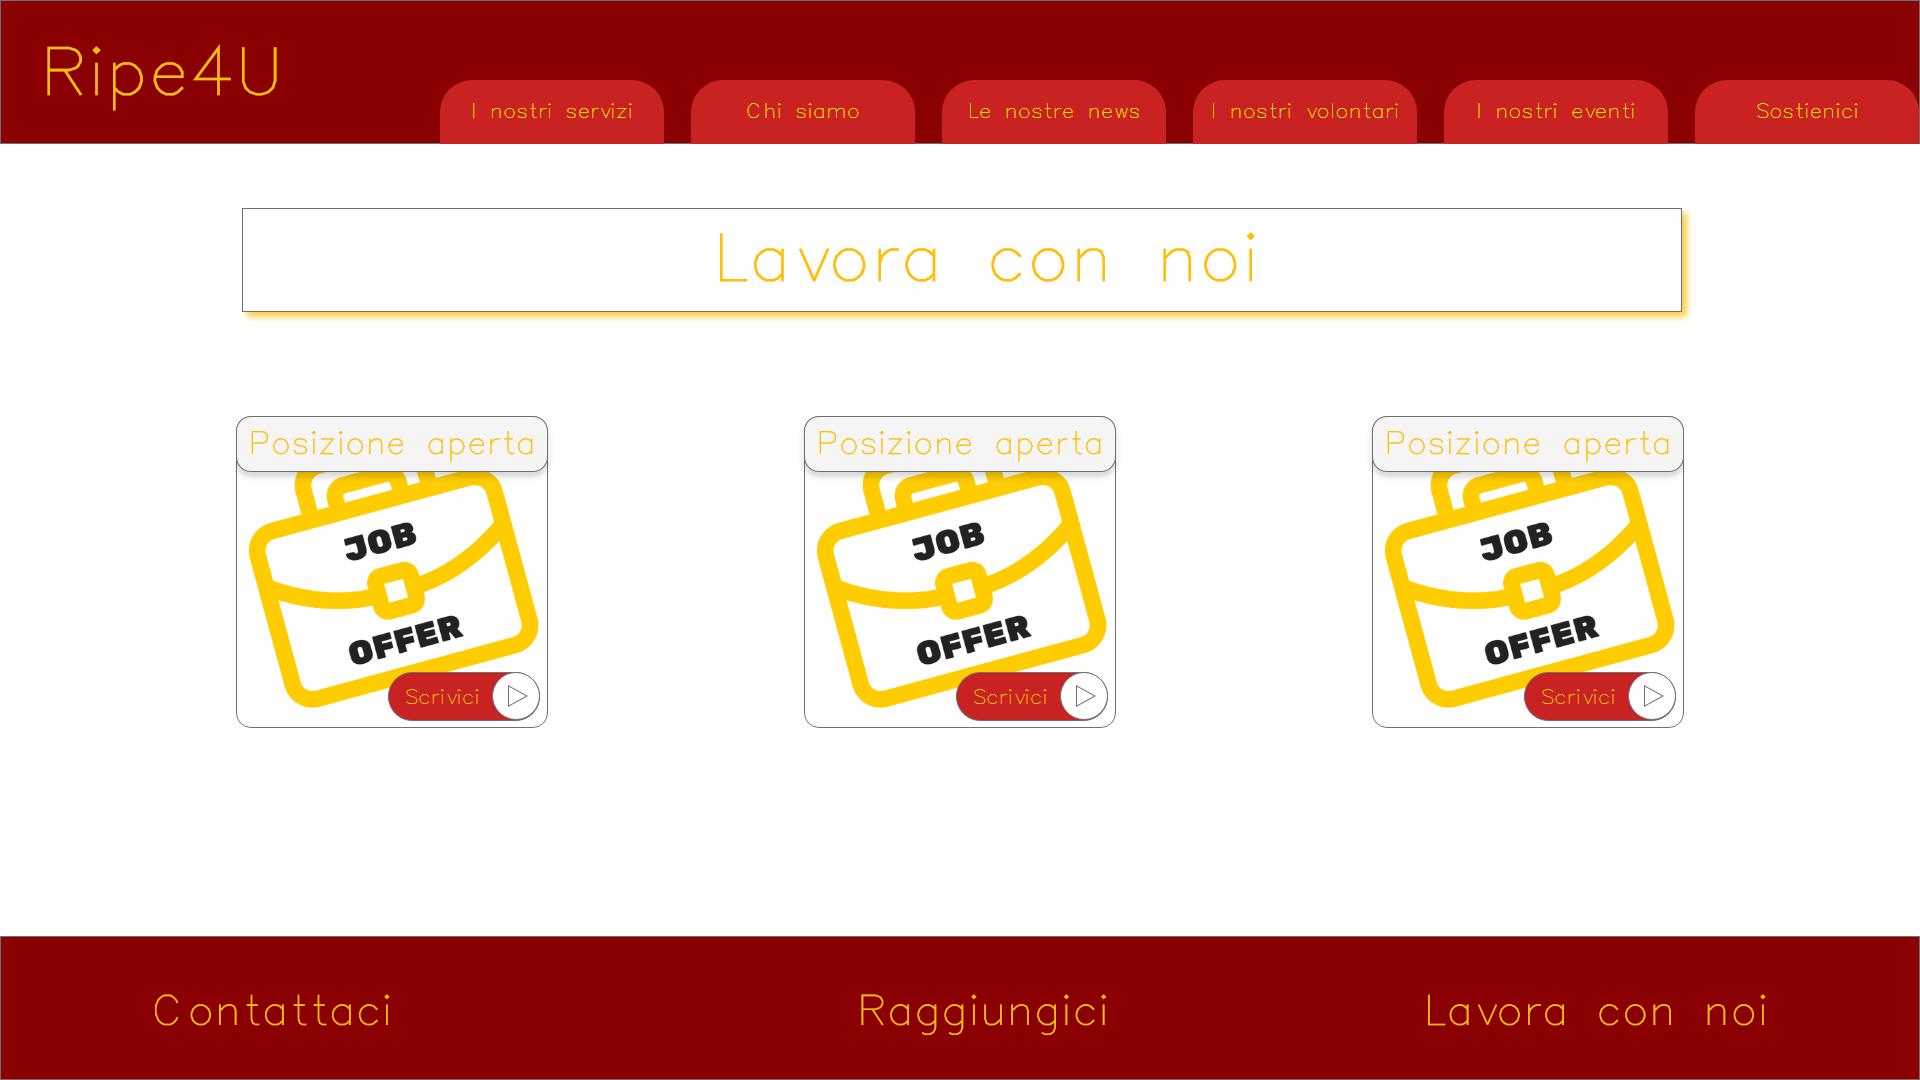 Ripe4U
I nostri servizi
Chi siamo
Le nostre news
I nostri volontari
I nostri eventi
Sostienici
Lavora con noi
Posizione aperta
JOB
OFFER
Scrivici
Posizione aperta
JOB
OFFER
Scrivici
Posizione aperta
JOB
OFFER
Scrivici
Contattaci
Raggiungici
Lavora con noi